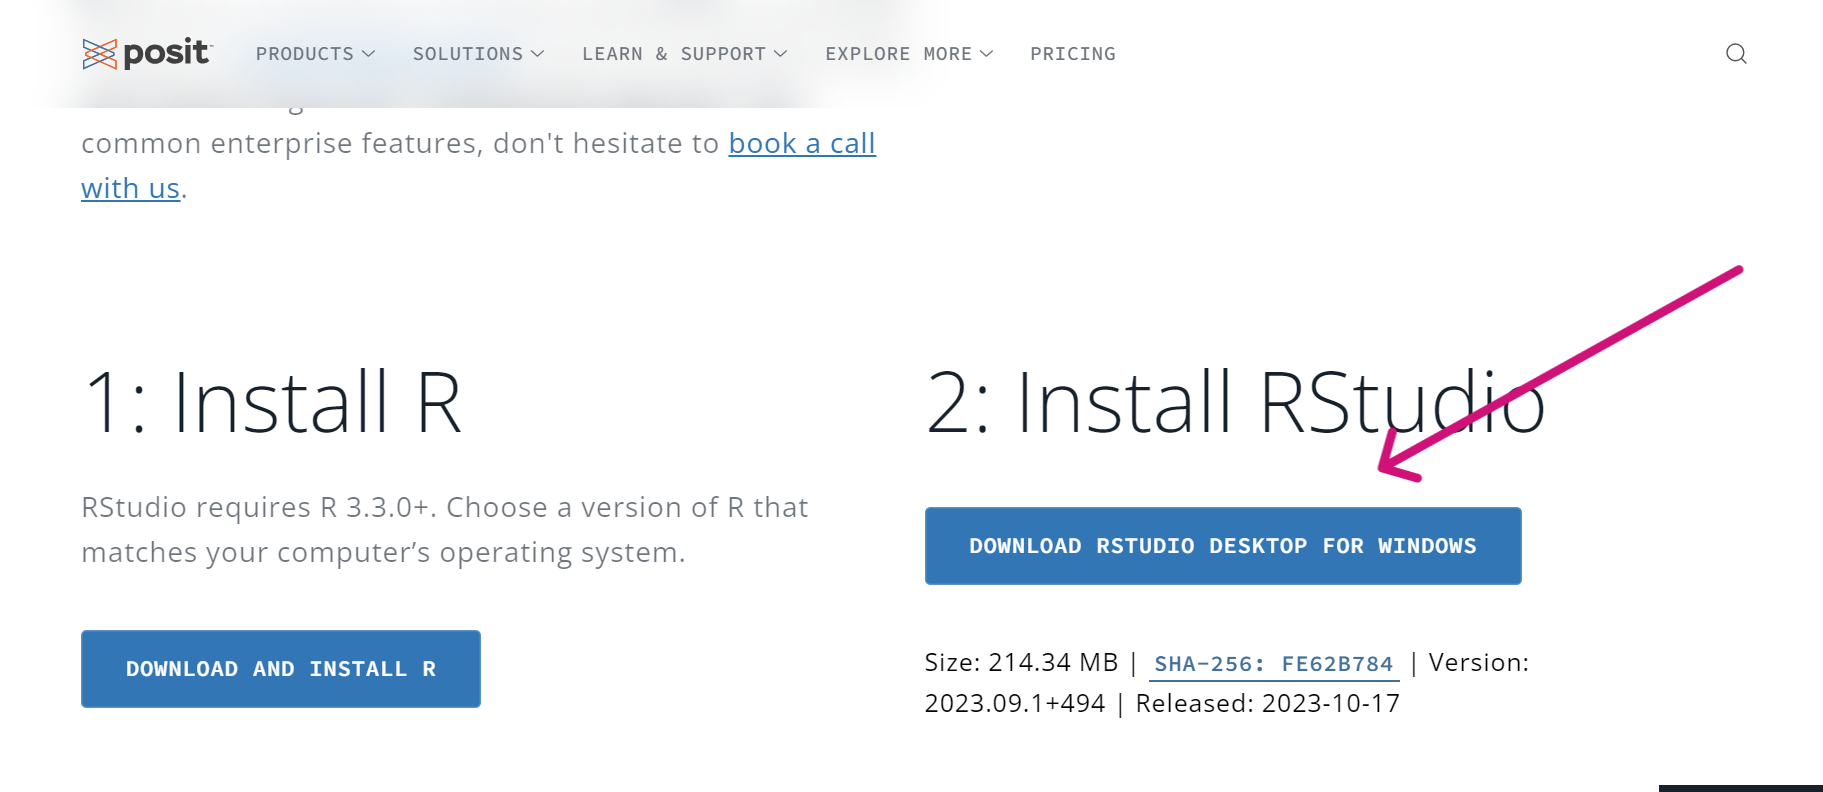 posit™
PRODUCTS
SOLUTIONS
LEARN & SUPPORT
EXPLORE MORE
PRICING
common enterprise features, don't hesitate to book a call
with us.
1: Install R
RStudio requires R 3.3.0+. Choose a version of R that
matches your computer’s operating system.
DOWNLOAD AND INSTALL R
2: Install RStudio
DOWNLOAD RSTUDIO DESKTOP FOR WINDOWS
Size: 214.34 MB | SHA-256: FE62B784 | Version:
2023.09.1+494 | Released: 2023-10-17